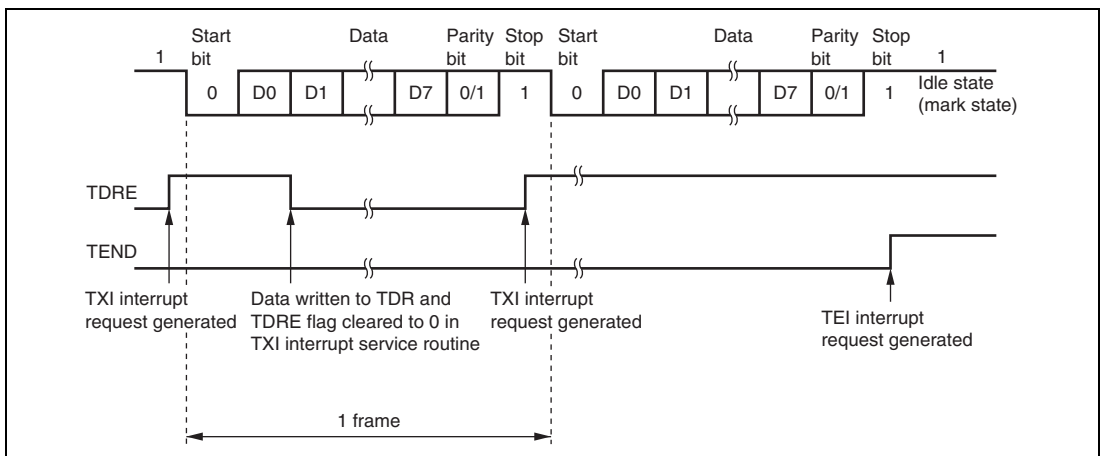 Start bit Data Parity bit Stop bit Start bit Data Parity bit Stop bit
1 1
0 D0 D1 D7 0/1 1 0 D0 D1 D7 0/1 1 Idle state (mark state)
TDRE
TEND
TXI interrupt
request generated
Data written to TDR and
TDRE flag cleared to 0 in
TXI interrupt service routine
TXI interrupt
request generated
TEI interrupt
request generated
1 frame